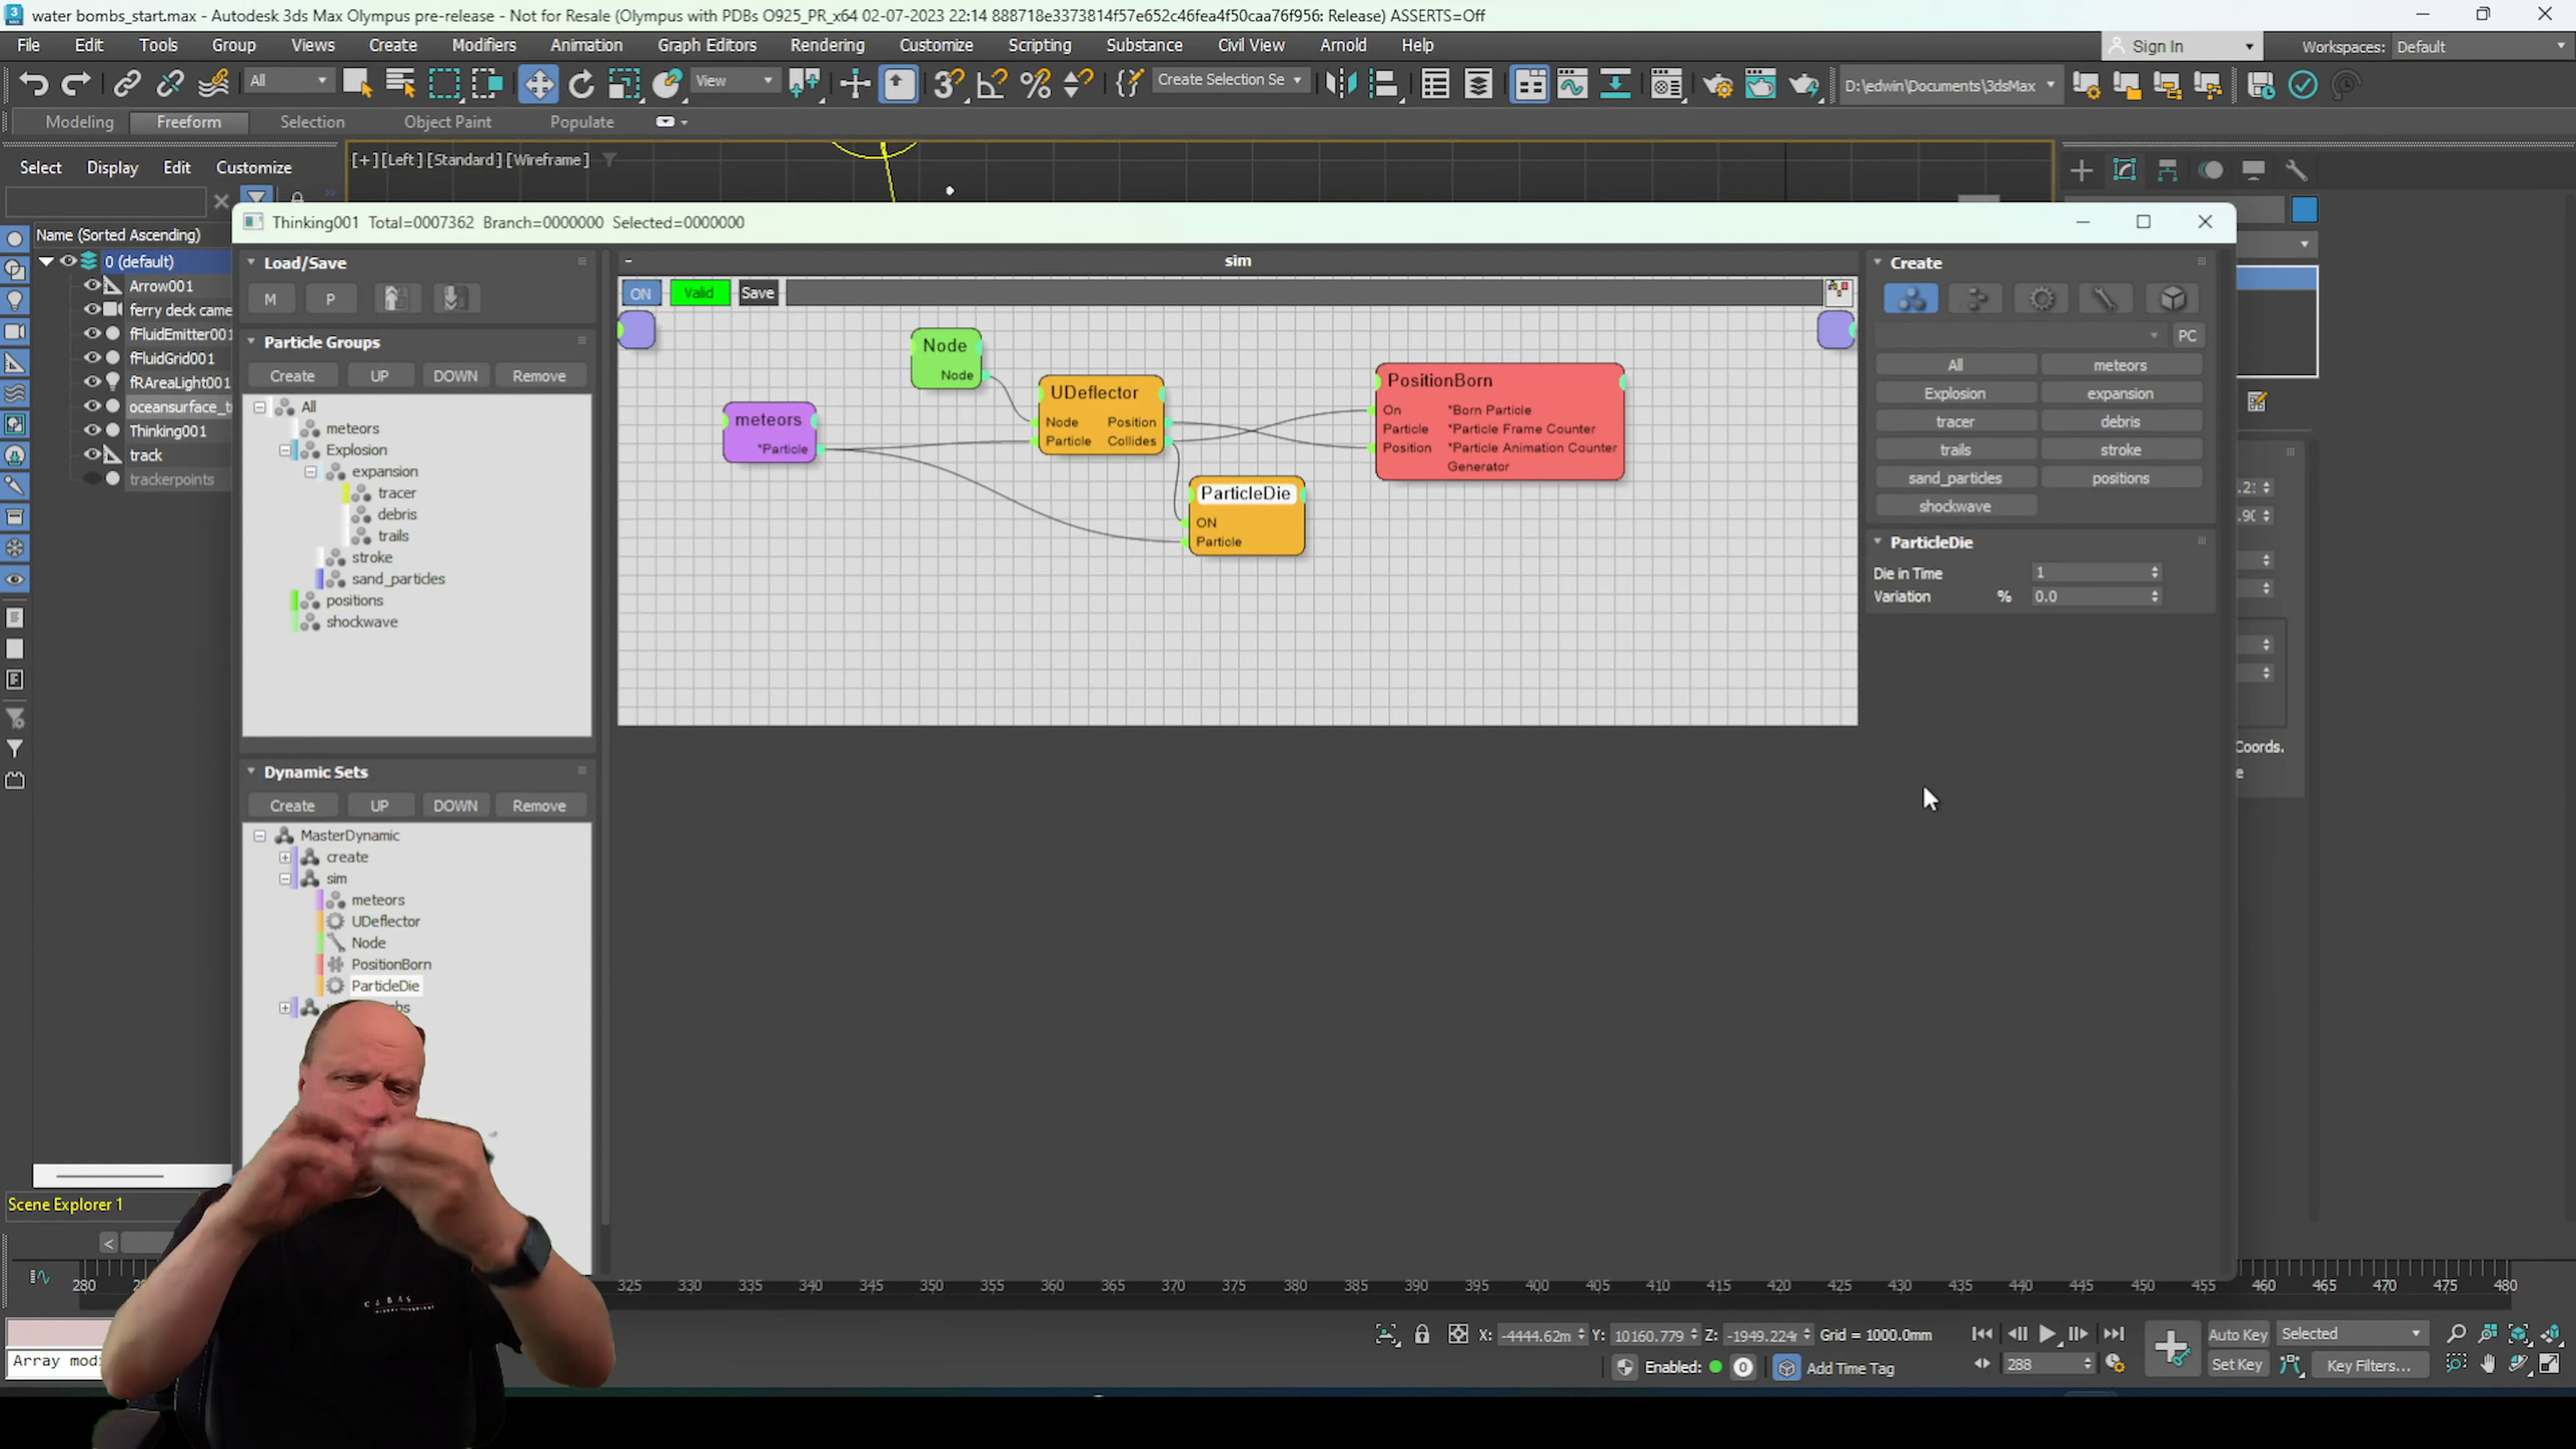 water bombs_start.max - Autodesk 3ds Max Olympus pre-release - Not for Resale (Olympus with PDBs O925_PR_x64 02-07-2023 22:14 888718e3373814f57e652c46fea4f50caa76f956: Release) ASSERTS=Off
File Edit Tools Group Views Create Modifiers Animation Graph Editors Rendering Customize Scripting Substance Civil View Arnold Help
Sign In
Workspaces: Default
All
View
Create Selection Se
D:\edwin\Documents\3dsMax
Modeling Freeform Selection Object Paint Populate
Select Display Edit Customize
[+][Left][Standard][Wireframe]
Name (Sorted Ascending)
0 (default)
Arrow001
ferry deck came
fFluidEmitter001
fFluidGrid001
fRAreaLight001
oceansurface_t
Thinking001
track
trackerpoints
Thinking001 Total=0007362 Branch=0000000 Selected=0000000
Load/Save
M P
Particle Groups
Create UP DOWN Remove
All
meteors
Explosion
expansion
tracer
debris
trails
stroke
sand_particles
positions
shockwave
Dynamic Sets
Create UP DOWN Remove
MasterDynamic
create
sim
meteors
UDeflector
Node
PositionBorn
ParticleDie
- sim
ON Valid Save
Node
Node
meteors
*Particle
UDeflector
Node Position
Particle Collides
ParticleDie
ON
Particle
PositionBorn
On *Born Particle
Particle *Particle Frame Counter
Position *Particle Animation Counter
Generator
Create
PC
All meteors
Explosion expansion
tracer debris
trails stroke
sand_particles positions
shockwave
ParticleDie
Die in Time 1
Variation % 0.0
Coords.
Scene Explorer 1
<
280 325 330 335 340 345 350 355 360 365 370 375 380 385 390 395 400 405 410 415 420 425 430 435 440 445 450 455 460 465 470 475 480
X: -4444.62m Y: 10160.779 Z: -1949.224r Grid = 1000.0mm
Auto Key Selected
Array modi
Enabled: 0 Add Time Tag
288
Set Key Key Filters...